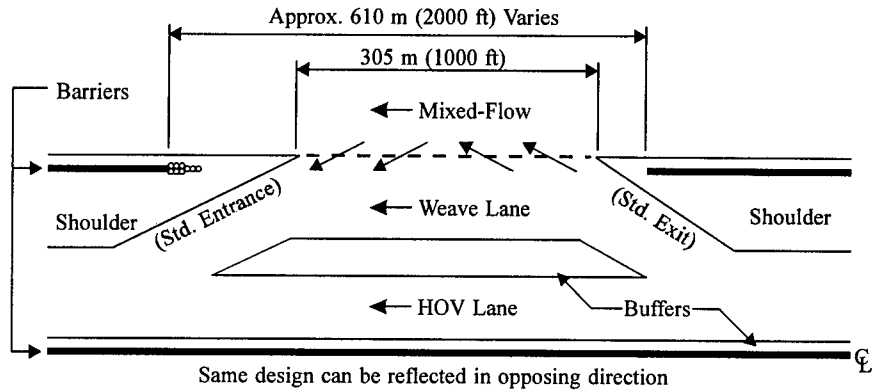 Approx. 610 m (2000 ft) Varies
305 m (1000 ft)
Barriers
Mixed-Flow
(Std. Entrance)
(Std. Exit)
Shoulder
Weave Lane
Shoulder
HOV Lane
Buffers
℄
Same design can be reflected in opposing direction